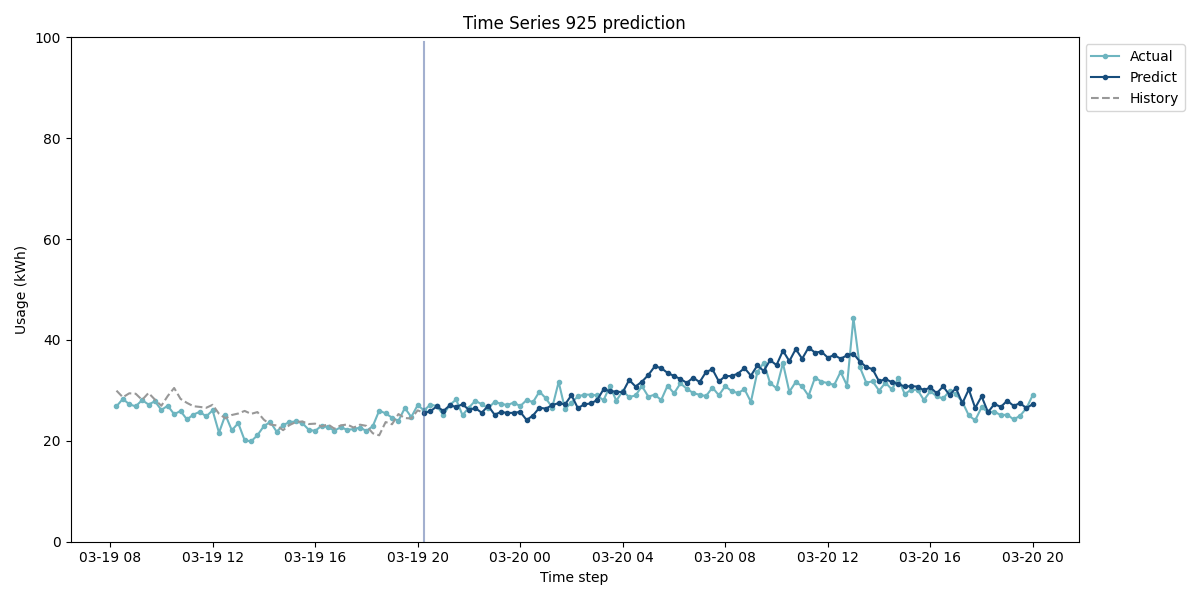 Time Series 925 prediction
100
80
60
40
20
0
Usage (kWh)
03-19 08 03-19 12 03-19 16 03-19 20 03-20 00 03-20 04 03-20 08 03-20 12 03-20 16 03-20 20
Time step
Actual
Predict
History